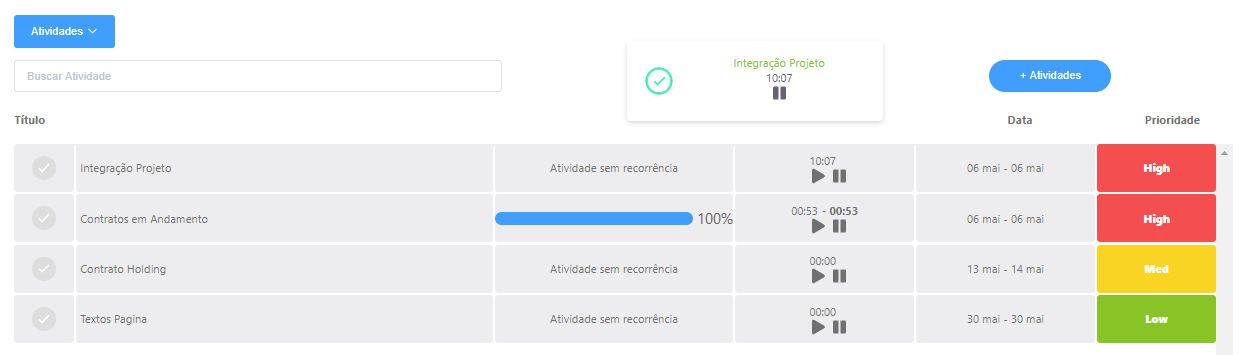 Atividades
Buscar Atividade
Integração Projeto
10:07
+ Atividades
Título Data Prioridade
Integração Projeto Atividade sem recorrência 10:07 06 mai - 06 mai High
Contratos em Andamento 100% 00:53 - 00:53 06 mai - 06 mai High
Contrato Holding Atividade sem recorrência 00:00 13 mai - 14 mai Med
Textos Pagina Atividade sem recorrência 00:00 30 mai - 30 mai Low